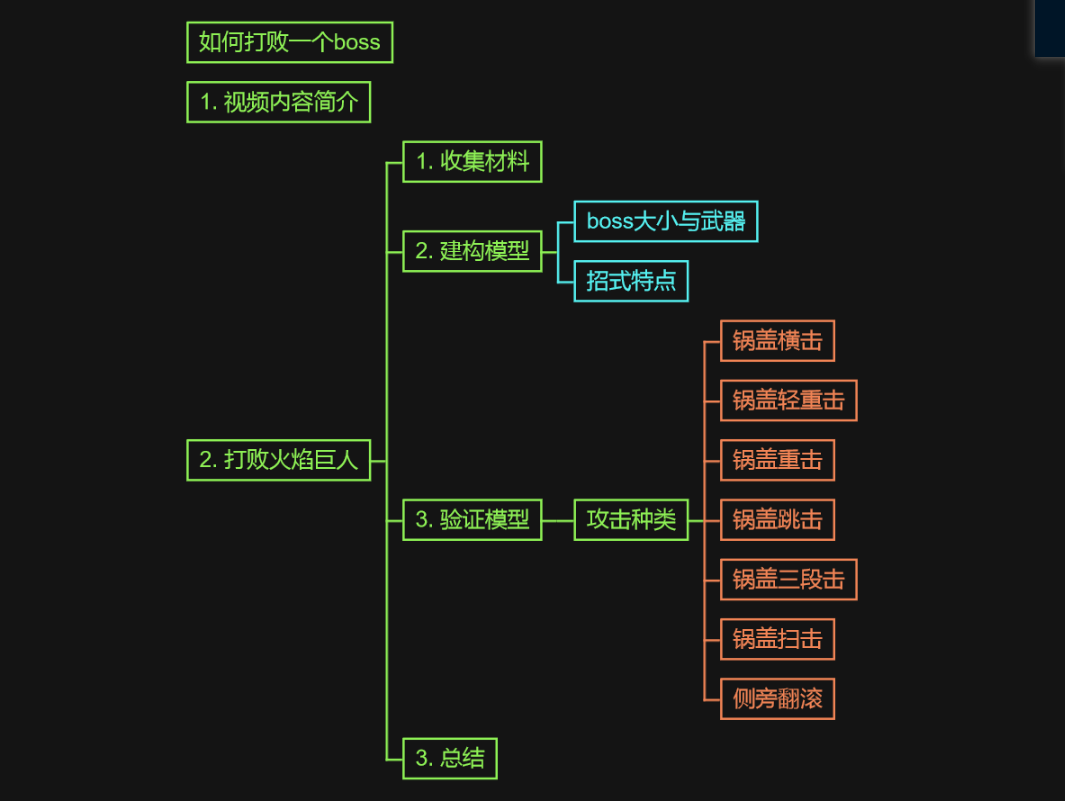 如何打败一个boss
1. 视频内容简介
1. 收集材料
boss大小与武器
2. 建构模型
招式特点
锅盖横击
锅盖轻重击
锅盖重击
2. 打败火焰巨人
3. 验证模型
攻击种类
锅盖跳击
锅盖三段击
锅盖扫击
侧旁翻滚
3. 总结